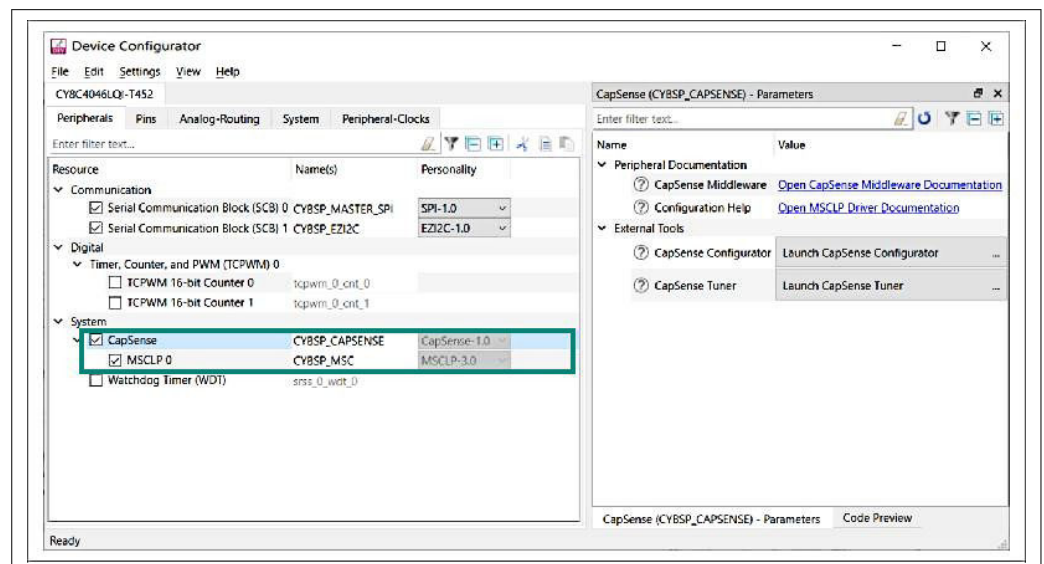 Device Configurator
File Edit Settings View Help
CY8C4046LQI-T452
Peripherals Pins Analog-Routing System Peripheral-Clocks
Enter filter text...
Resource Name(s) Personality
Communication
Serial Communication Block (SCB) 0 CYBSP_MASTER_SPI SPI-1.0
Serial Communication Block (SCB) 1 CYBSP_EZI2C EZI2C-1.0
Digital
Timer, Counter, and PWM (TCPWM) 0
TCPWM 16-bit Counter 0 tcpwm_0_cnt_0
TCPWM 16-bit Counter 1 tcpwm_0_cnt_1
System
CapSense CYBSP_CAPSENSE CapSense-1.0
MSCLP 0 CYBSP_MSC MSCLP-3.0
Watchdog Timer (WDT) srss_0_wdt_0
CapSense (CYBSP_CAPSENSE) - Parameters
Enter filter text...
Name Value
Peripheral Documentation
CapSense Middleware Open CapSense Middleware Documentation
Configuration Help Open MSCLP Driver Documentation
External Tools
CapSense Configurator Launch CapSense Configurator ...
CapSense Tuner Launch CapSense Tuner ...
CapSense (CYBSP_CAPSENSE) - Parameters Code Preview
Ready